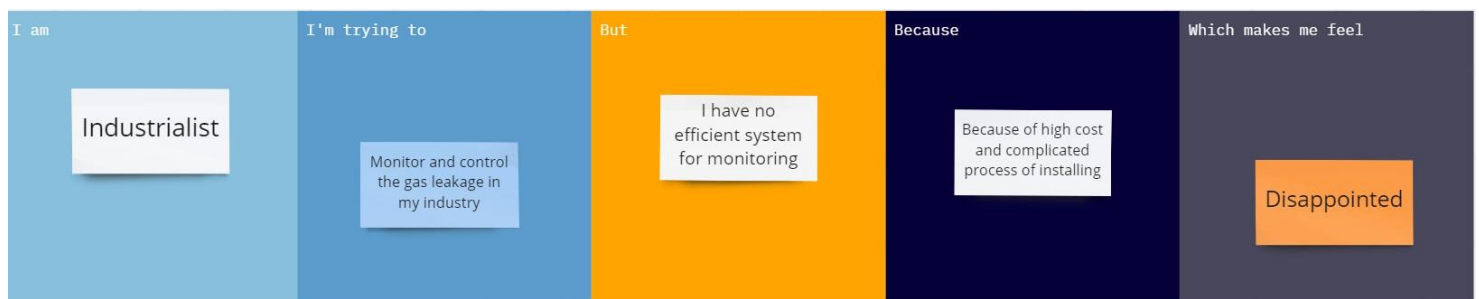 I am
Industrialist
I'm trying to
Monitor and control
the gas leakage in
my industry
But
I have no
efficient system
for monitoring
Because
Because of high cost
and complicated
process of installing
Which makes me feel
Disappointed